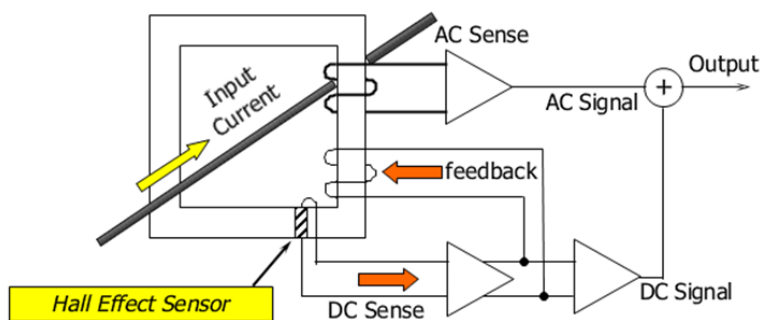 AC Sense
Input
Current
Output
AC Signal
+
feedback
Hall Effect Sensor
DC Sense
DC Signal